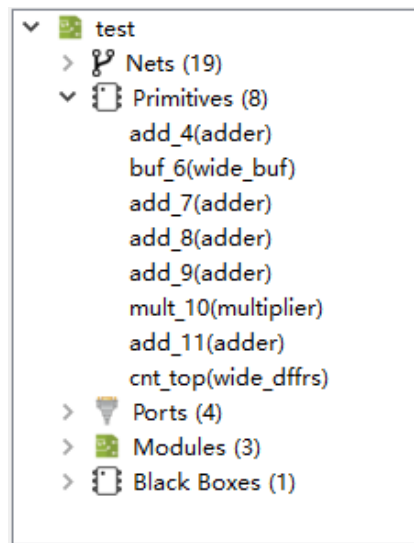 test
Nets (19)
Primitives (8)
add_4(adder)
buf_6(wide_buf)
add_7(adder)
add_8(adder)
add_9(adder)
mult_10(multiplier)
add_11(adder)
cnt_top(wide_dffrs)
Ports (4)
Modules (3)
Black Boxes (1)